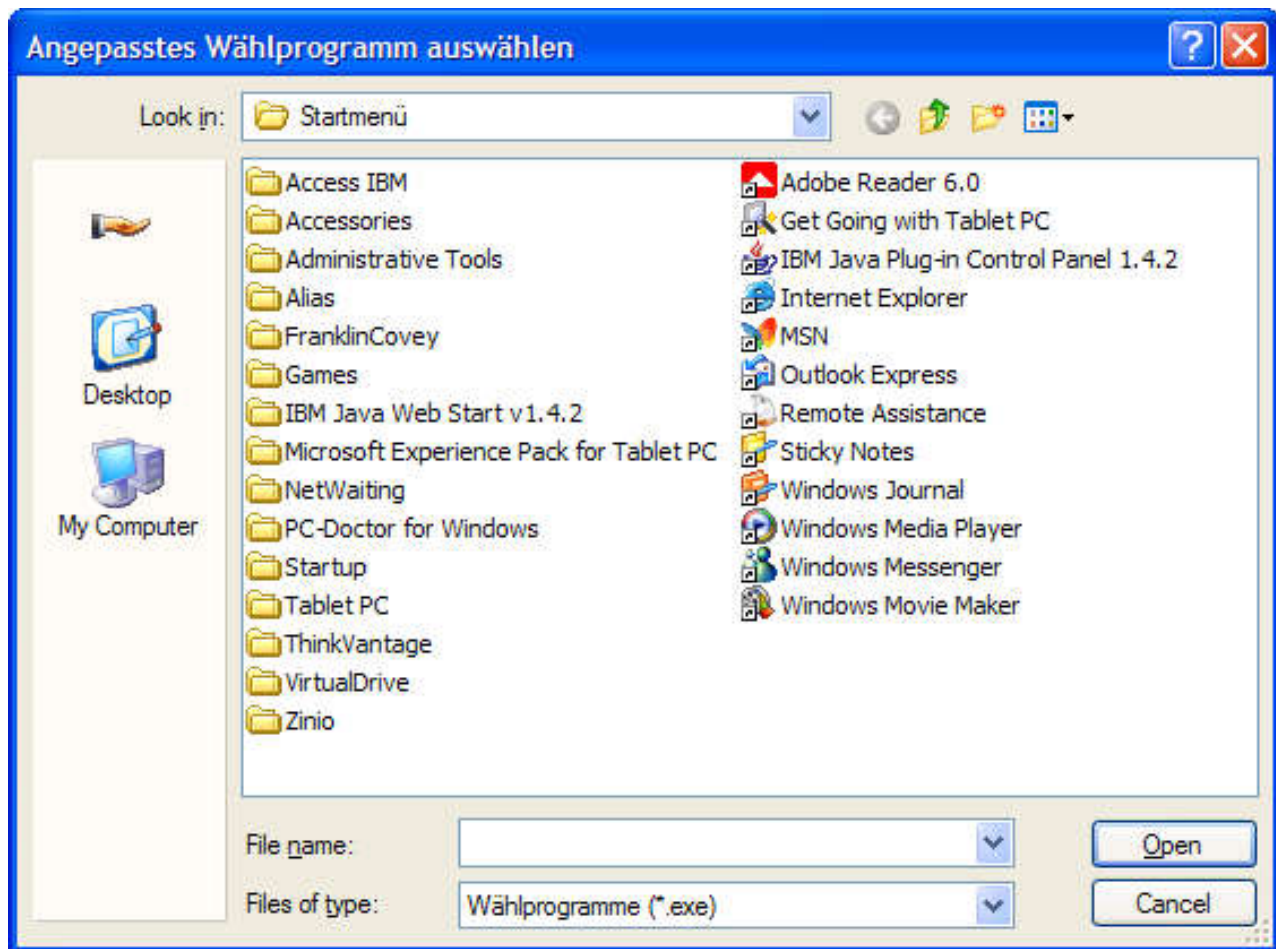 Angepasstes Wählprogramm auswählen
Look in:
Startmenü
Desktop
My Computer
Access IBM
Accessories
Administrative Tools
Alias
FranklinCovey
Games
IBM Java Web Start v1.4.2
Microsoft Experience Pack for Tablet PC
NetWaiting
PC-Doctor for Windows
Startup
Tablet PC
ThinkVantage
VirtualDrive
Zinio
Adobe Reader 6.0
Get Going with Tablet PC
IBM Java Plug-in Control Panel 1.4.2
Internet Explorer
MSN
Outlook Express
Remote Assistance
Sticky Notes
Windows Journal
Windows Media Player
Windows Messenger
Windows Movie Maker
File name:
Open
Files of type:
Wählprogramme (*.exe)
Cancel